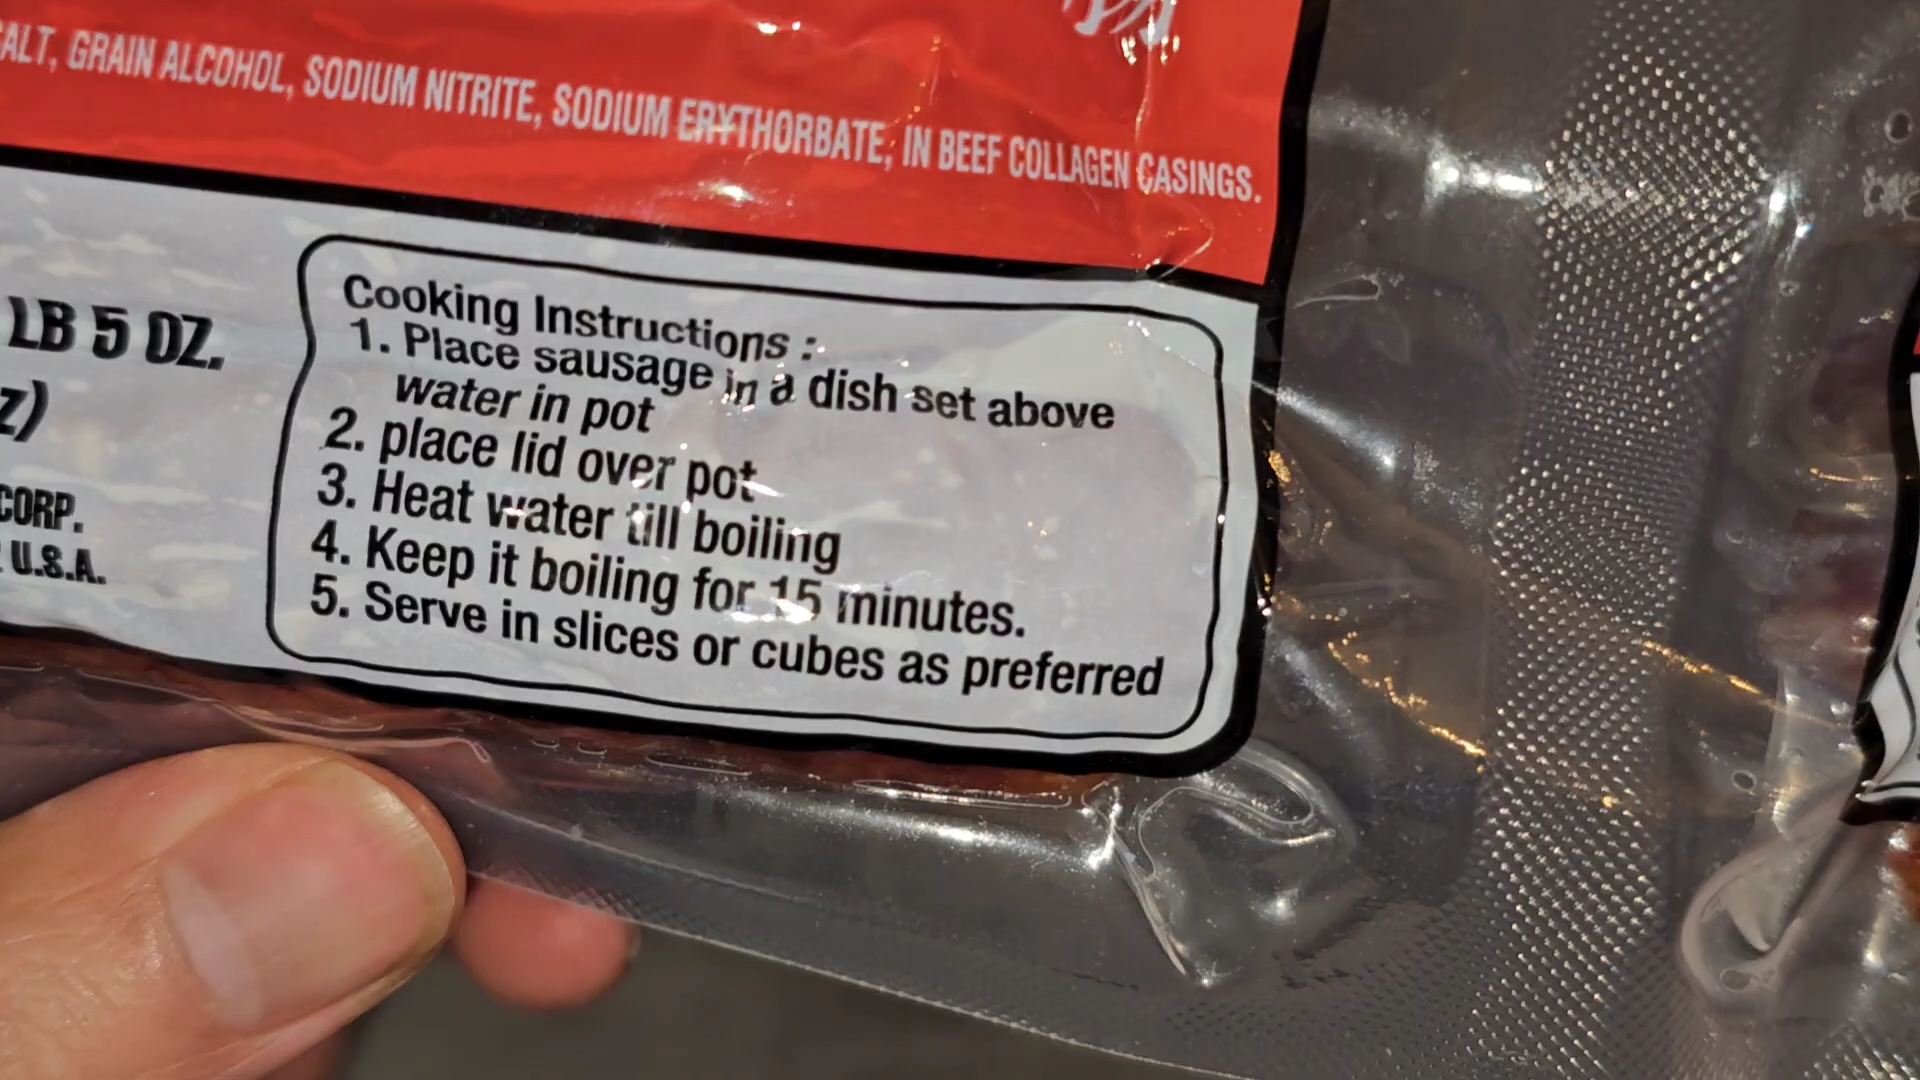 ALT, GRAIN ALCOHOL, SODIUM NITRITE, SODIUM ERYTHORBATE, IN BEEF COLLAGEN CASINGS.
LB 5 OZ.
z)
CORP.
U.S.A.
Cooking Instructions :
1. Place sausage in a dish set above
water in pot
2. place lid over pot
3. Heat water till boiling
4. Keep it boiling for 15 minutes.
5. Serve in slices or cubes as preferred